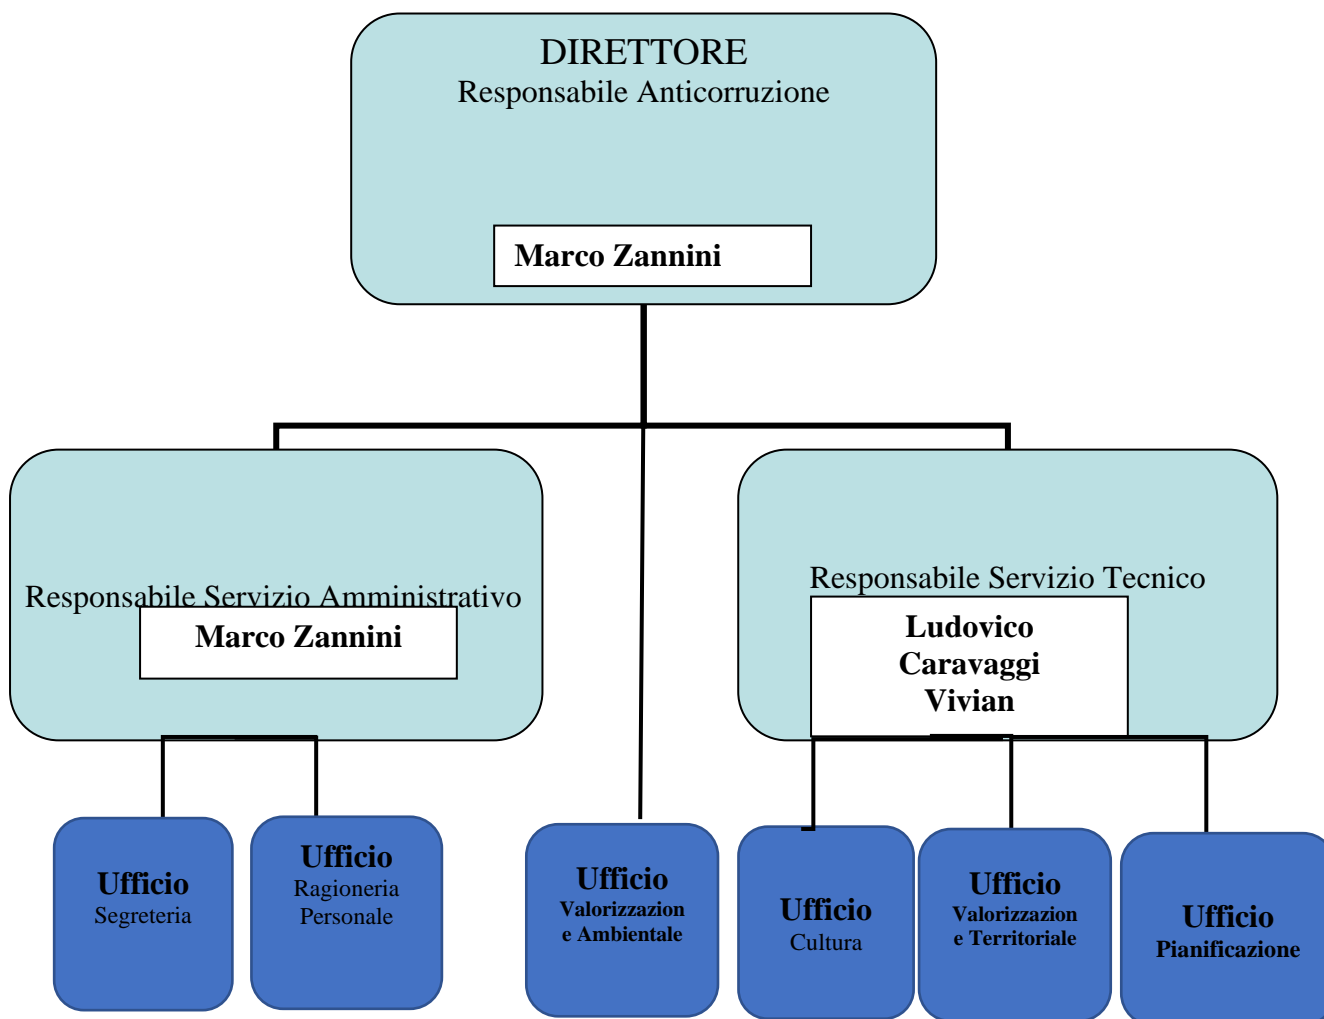 DIRETTORE
Responsabile Anticorruzione
Marco Zannini
Responsabile Servizio Amministrativo
Marco Zannini
Responsabile Servizio Tecnico
Ludovico
Caravaggi
Vivian
Ufficio
Segreteria
Ufficio
Ragioneria
Personale
Ufficio
Valorizzazion
e Ambientale
Ufficio
Cultura
Ufficio
Valorizzazion
e Territoriale
Ufficio
Pianificazione